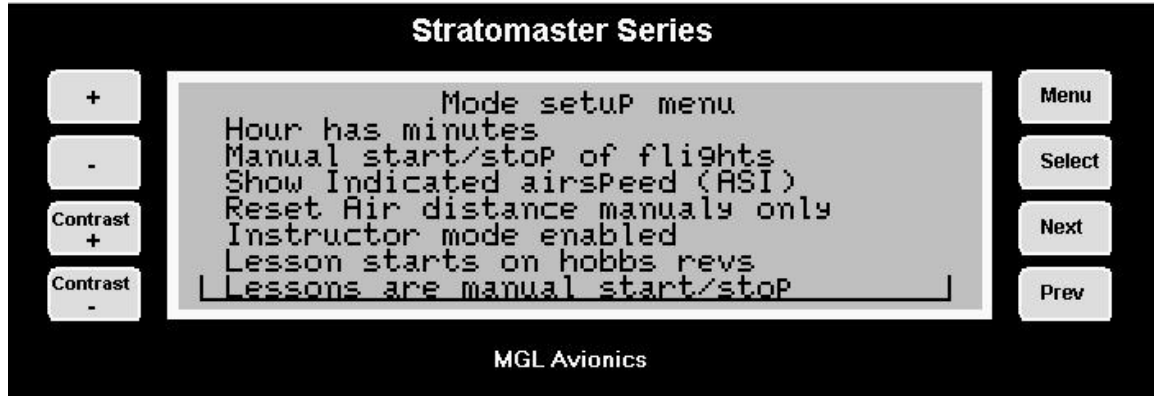 Stratomaster Series
+
-
Contrast
+
Contrast
-
Mode setup menu
Hour has minutes
Manual start/stop of flights
Show Indicated airspeed (ASI)
Reset Air distance manualy only
Instructor mode enabled
Lesson starts on hobbs revs
Lessons are manual start/stop
Menu
Select
Next
Prev
MGL Avionics